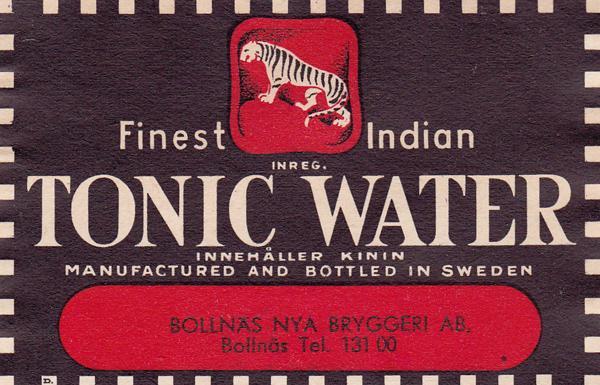 Finest Indian
INREG.
TONIC WATER
INNEHÅLLER KININ
MANUFACTURED AND BOTTLED IN SWEDEN
BOLLNÄS NYA BRYGGERI AB.
Bollnäs Tel. 131 00
D.